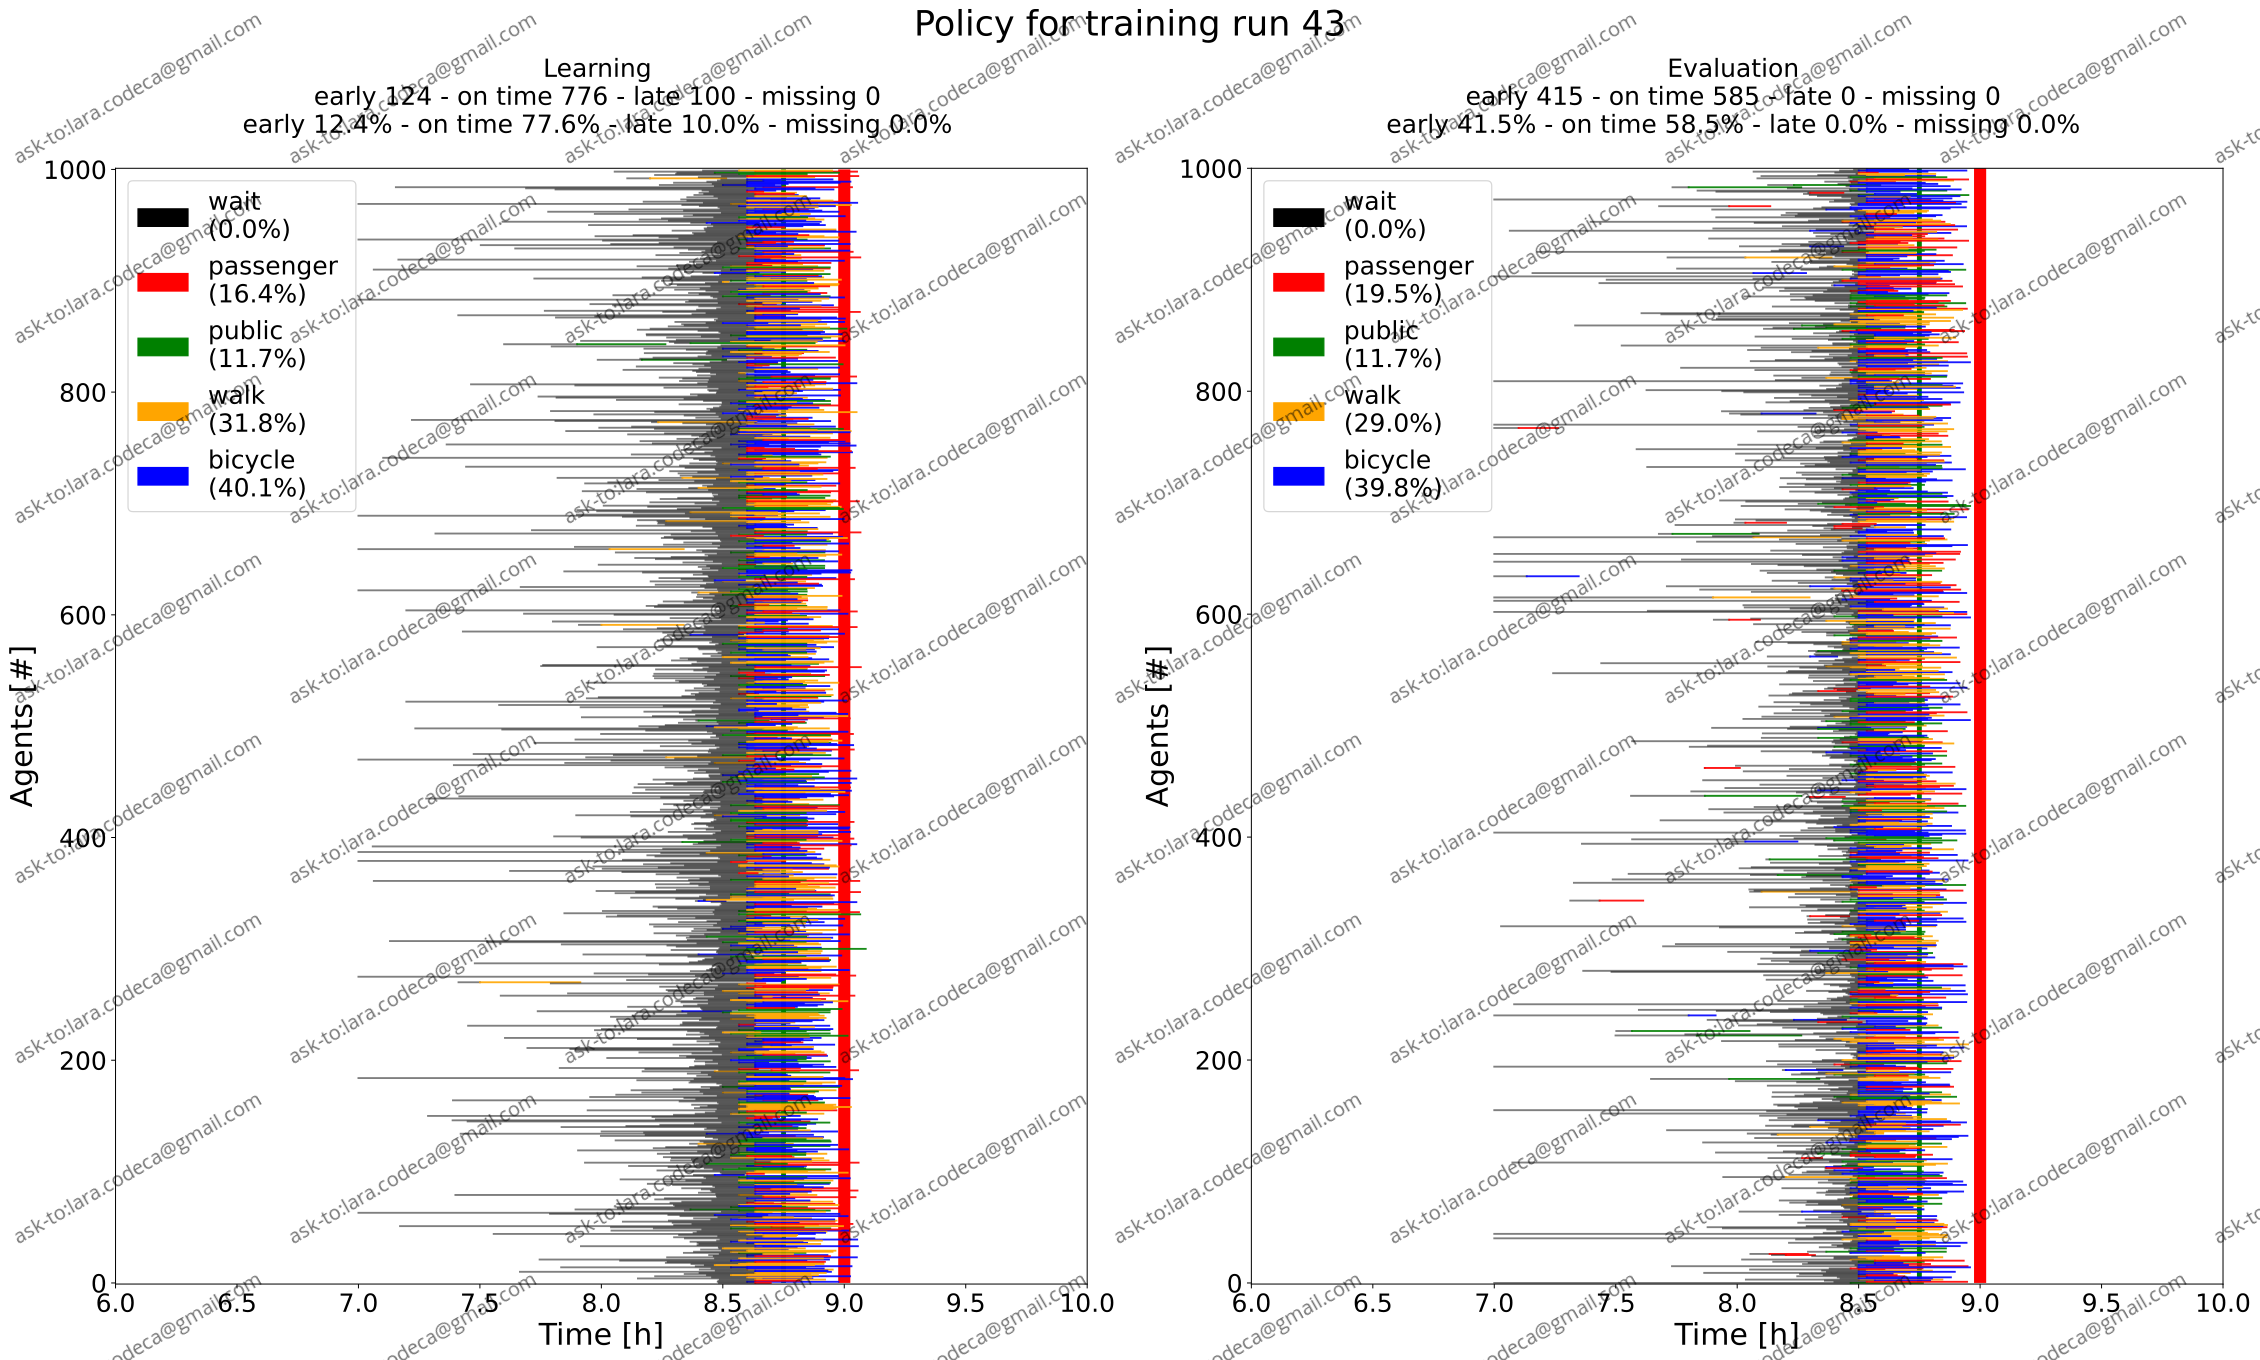 Policy for training run 43
Learning
early 124 - on time 776 - late 100 - missing 0
early 12.4% - on time 77.6% - late 10.0% - missing 0.0%
1000
800
600
400
200
0
Agents [#]
wait
(0.0%)
passenger
(16.4%)
public
(11.7%)
walk
(31.8%)
bicycle
(40.1%)
6.0 6.5 7.0 7.5 8.0 8.5 9.0 9.5 10.0
Time [h]
Evaluation
early 415 - on time 585 - late 0 - missing 0
early 41.5% - on time 58.5% - late 0.0% - missing 0.0%
1000
800
600
400
200
0
Agents [#]
wait
(0.0%)
passenger
(19.5%)
public
(11.7%)
walk
(29.0%)
bicycle
(39.8%)
6.0 6.5 7.0 7.5 8.0 8.5 9.0 9.5 10.0
Time [h]
ask-to:lara.codeca@gmail.com